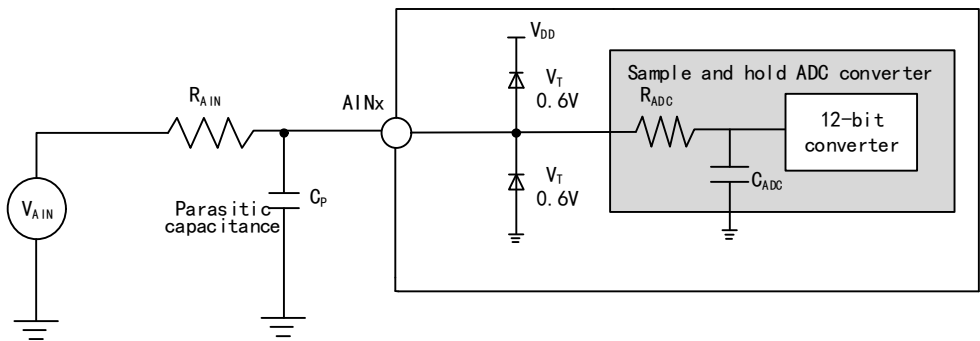 V_DD
Sample and hold ADC converter
R_AIN
AINx
V_T
0.6V
R_ADC
12-bit
converter
V_AIN
Parasitic
capacitance
C_P
V_T
0.6V
C_ADC